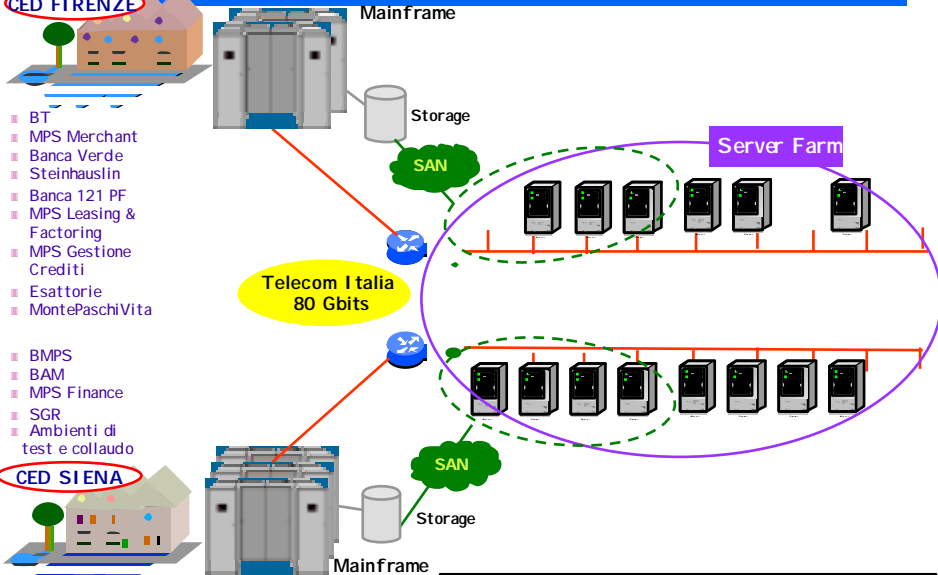 CED FIRENZE
Mainframe
BT
MPS Merchant
Banca Verde
Steinhauslin
Banca 121 PF
MPS Leasing &
Factoring
MPS Gestione
Crediti
Esattorie
MontePaschiVita
Storage
SAN
Server Farm
Telecom Italia
80 Gbits
BMPS
BAM
MPS Finance
SGR
Ambienti di
test e collaudo
CED SIENA
SAN
Storage
Mainframe